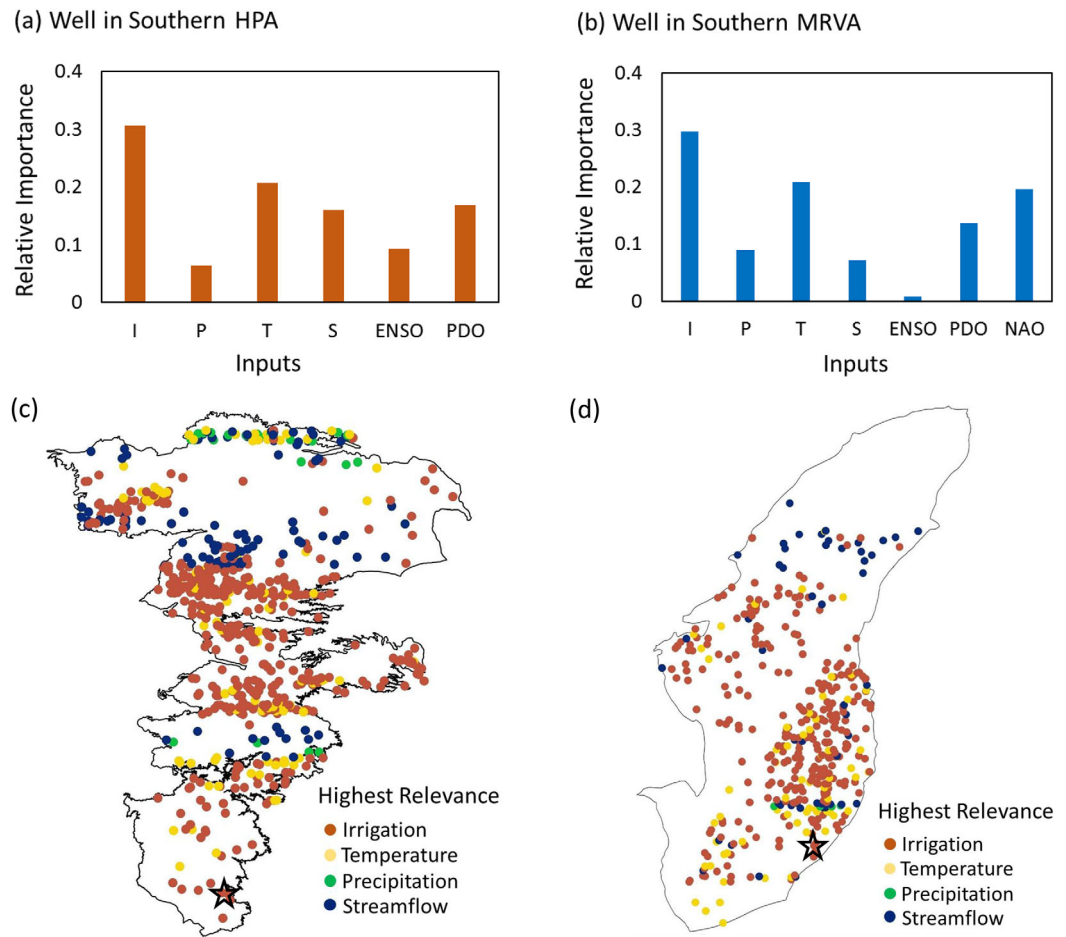 (a) Well in Southern HPA
0.4
0.3
0.2
0.1
0
Relative Importance
I P T S ENSO PDO
Inputs
(b) Well in Southern MRVA
0.4
0.3
0.2
0.1
0
Relative Importance
I P T S ENSO PDO NAO
Inputs
(c)
Highest Relevance
Irrigation
Temperature
Precipitation
Streamflow
(d)
Highest Relevance
Irrigation
Temperature
Precipitation
Streamflow